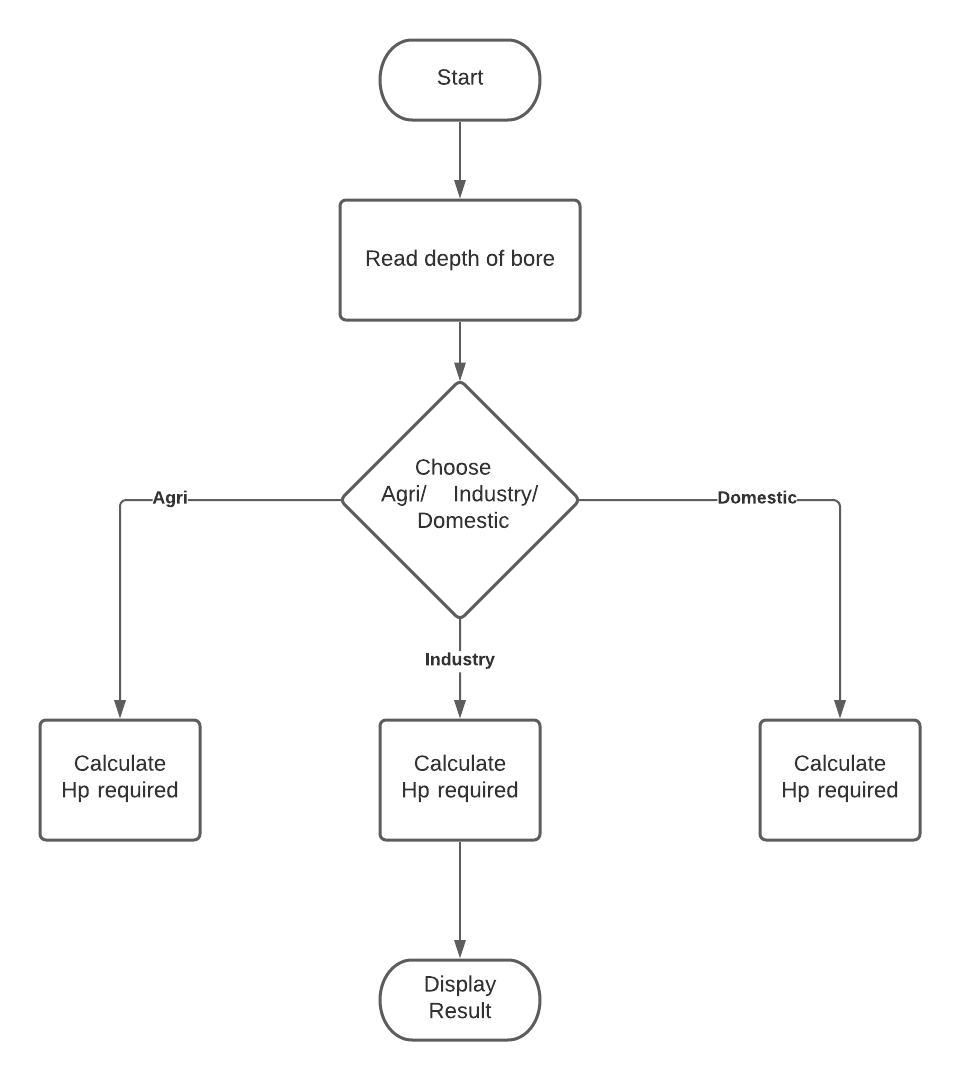 Start
Read depth of bore
Choose
Agri/ Industry/
Domestic
Agri
Domestic
Industry
Calculate
Hp required
Calculate
Hp required
Calculate
Hp required
Display
Result